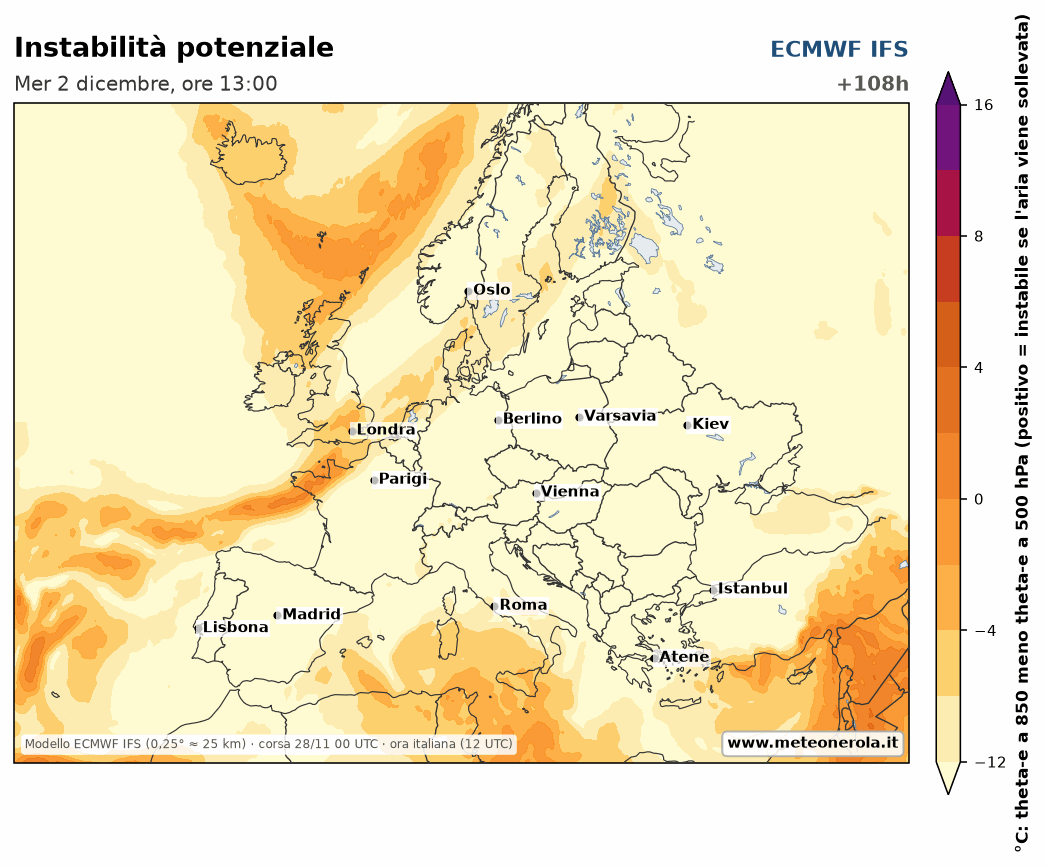 Instabilità potenziale
ECMWF IFS
Mer 2 dicembre, ore 13:00
+108h
Oslo
Berlino
Varsavia
Kiev
Londra
Parigi
Vienna
Istanbul
Roma
Madrid
Lisbona
Atene
Modello ECMWF IFS (0,25° ≈ 25 km) · corsa 28/11 00 UTC · ora italiana (12 UTC)
www.meteonerola.it
16
8
4
0
−4
−12
°C: theta-e a 850 meno theta-e a 500 hPa (positivo = instabile se l'aria viene sollevata)